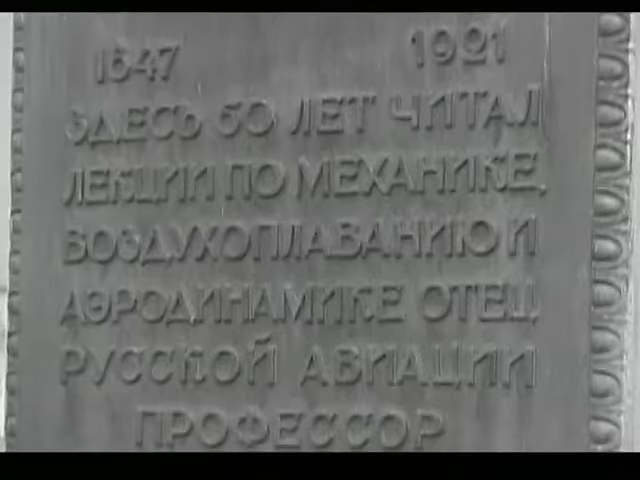 1847 1921
ЗДЕСЬ 50 ЛЕТ ЧИТАЛ
ЛЕКЦИИ ПО МЕХАНИКЕ,
ВОЗДУХОПЛАВАНИЮ И
АЭРОДИНАМИКЕ ОТЕЦ
РУССКОЙ АВИАЦИИ
ПРОФЕССОР